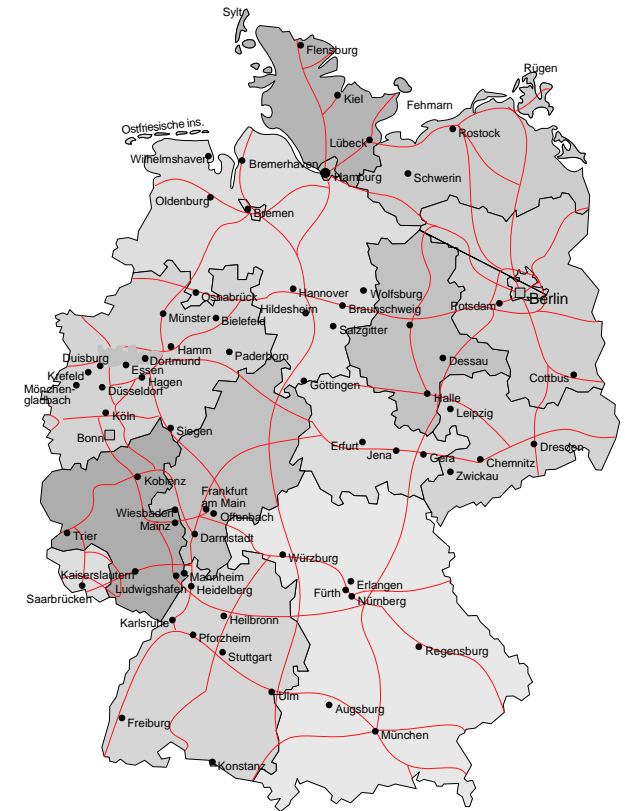 Sylt
Flensburg
Rügen
Kiel
Fehmarn
Ostfriesische ins.
Rostock
Lübeck
Wilhelmshaven
Bremerhaven
Hamburg
Schwerin
Oldenburg
Bremen
Osnabrück
Hannover
Wolfsburg
Berlin
Hildesheim
Braunschweig
Potsdam
Münster
Bielefeld
Salzgitter
Hamm
Paderborn
Duisburg
Dortmund
Dessau
Essen
Krefeld
Hagen
Cottbus
Mönchen-
gladbach
Düsseldorf
Göttingen
Halle
Köln
Leipzig
Bonn
Siegen
Erfurt
Jena
Gera
Dresden
Chemnitz
Zwickau
Koblenz
Frankfurt
am Main
Wiesbaden
Offenbach
Mainz
Trier
Darmstadt
Würzburg
Kaiserslautern
Mannheim
Erlangen
Ludwigshafen
Heidelberg
Fürth
Nürnberg
Saarbrücken
Karlsruhe
Heilbronn
Pforzheim
Regensburg
Stuttgart
Ulm
Augsburg
Freiburg
München
Konstanz